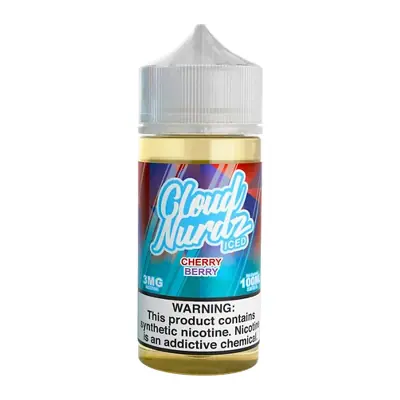 Cloud
Nurdz
ICED
CHERRY
BERRY
3MG
100ML
WARNING:
This product contains
synthetic nicotine. Nicotine
is an addictive chemical.